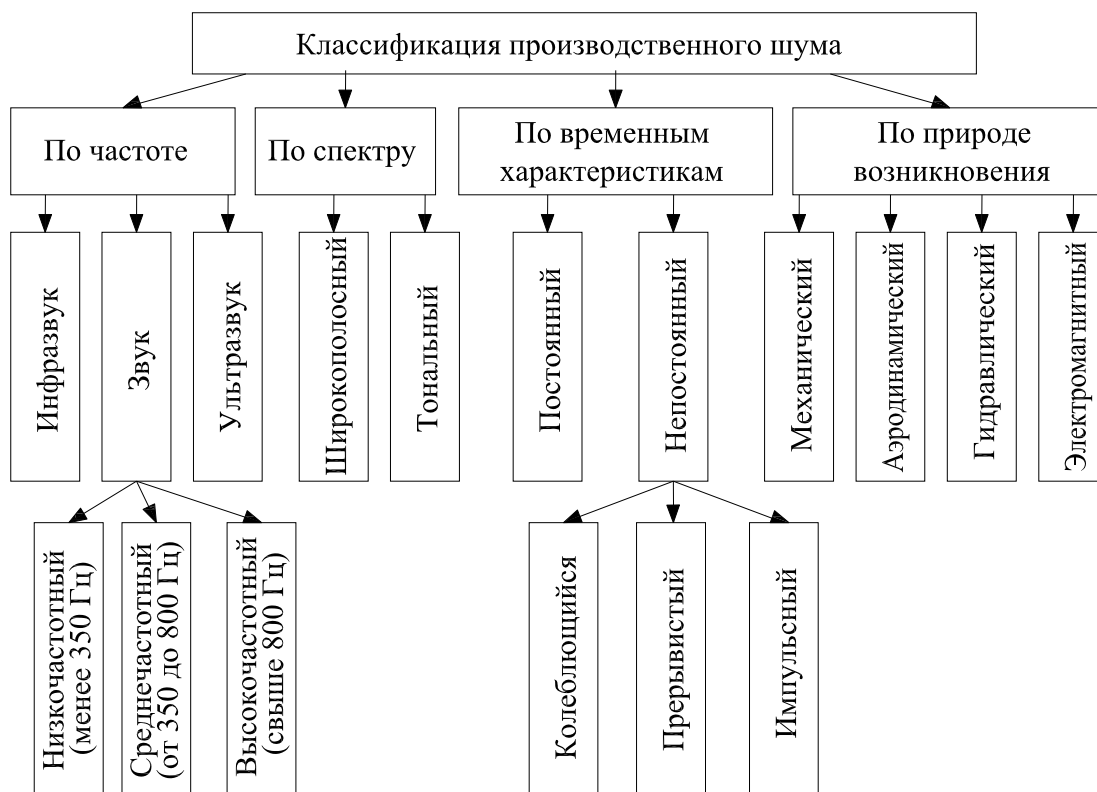 Классификация производственного шума
По частоте
По спектру
По временным
характеристикам
По природе
возникновения
Инфразвук
Звук
Ультразвук
Широкополосный
Тональный
Постоянный
Непостоянный
Механический
Аэродинамический
Гидравлический
Электромагнитный
Низкочастотный
(менее 350 Гц)
Среднечастотный
(от 350 до 800 Гц)
Высокочастотный
(свыше 800 Гц)
Колеблющийся
Прерывистый
Импульсный